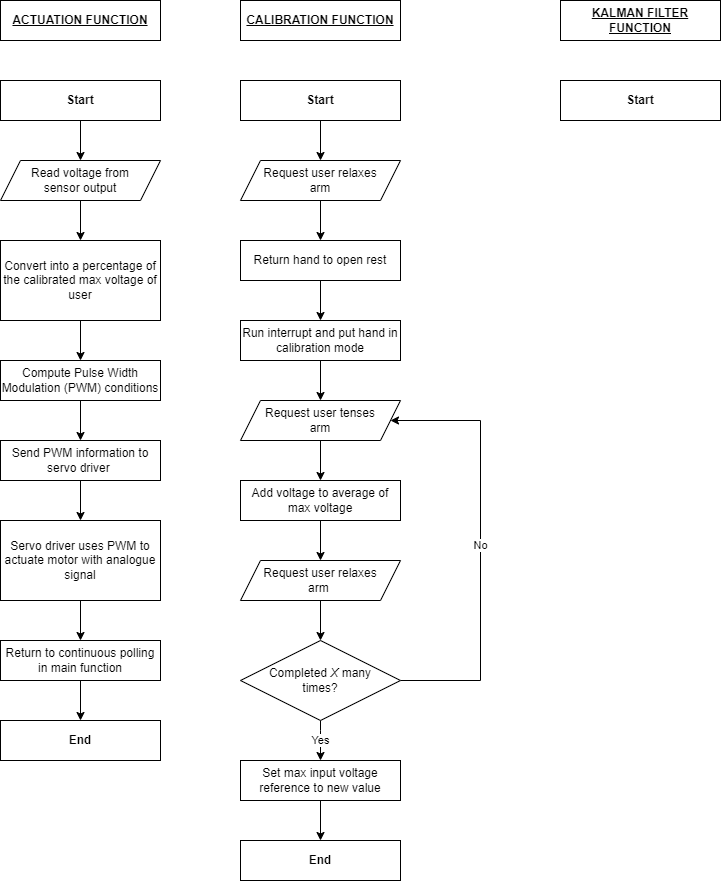 ACTUATION FUNCTION
Start
Read voltage from
sensor output
Convert into a percentage of
the calibrated max voltage of
user
Compute Pulse Width
Modulation (PWM) conditions
Send PWM information to
servo driver
Servo driver uses PWM to
actuate motor with analogue
signal
Return to continuous polling
in main function
End
CALIBRATION FUNCTION
Start
Request user relaxes
arm
Return hand to open rest
Run interrupt and put hand in
calibration mode
Request user tenses
arm
Add voltage to average of
max voltage
Request user relaxes
arm
Completed X many
times?
No
Yes
Set max input voltage
reference to new value
End
KALMAN FILTER
FUNCTION
Start